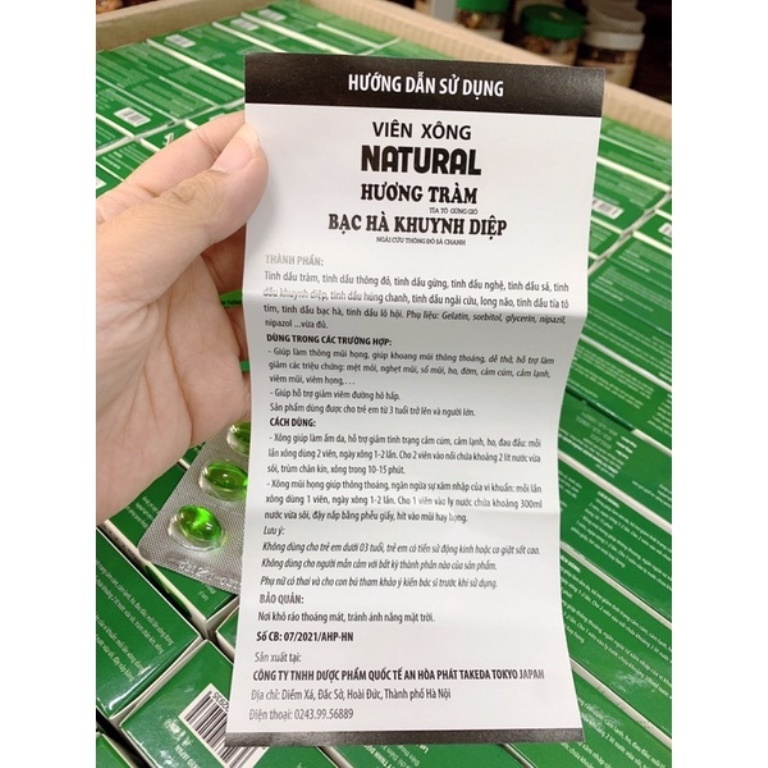 HƯỚNG DẪN SỬ DỤNG
VIÊN XÔNG
NATURAL
HƯƠNG TRÀM
TÍA TÔ GỪNG GIÓ
BẠC HÀ KHUYNH DIỆP
NGẢI CỨU THÔNG ĐỎ SẢ CHANH
THÀNH PHẦN:
Tinh dầu tràm, tinh dầu thông đỏ, tinh dầu gừng, tinh dầu nghệ, tinh dầu sả, tinh
dầu khuynh diệp, tinh dầu húng chanh, tinh dầu ngải cứu, long não, tinh dầu tía tô
tím, tinh dầu bạc hà, tinh dầu lô hội. Phụ liệu: Gelatin, sorbitol, glycerin, nipazil,
nipazol ...vừa đủ.
DÙNG TRONG CÁC TRƯỜNG HỢP:
- Giúp làm thông mũi họng, giúp khoang mũi thông thoáng, dễ thở, hỗ trợ làm
giảm các triệu chứng: mệt mỏi, nghẹt mũi, sổ mũi, ho, đờm, cảm cúm, cảm lạnh,
viêm mũi, viêm họng,...
- Giúp hỗ trợ giảm viêm đường hô hấp.
Sản phẩm dùng được cho trẻ em từ 3 tuổi trở lên và người lớn.
CÁCH DÙNG:
- Xông giúp làm ấm da, hỗ trợ giảm tình trạng cảm cúm, cảm lạnh, ho, đau đầu: mỗi
lần xông dùng 2 viên, ngày xông 1-2 lần. Cho 2 viên vào nồi chứa khoảng 2 lít nước vừa
sôi, trùm chăn kín, xông trong 10-15 phút.
- Xông mũi họng giúp thông thoáng, ngăn ngừa sự xâm nhập của vi khuẩn: mỗi lần
xông dùng 1 viên, ngày xông 1-2 lần. Cho 1 viên vào ly nước chứa khoảng 300ml
nước vừa sôi, đậy nắp bằng phễu giấy, hít vào mũi hay họng.
Lưu ý:
Không dùng cho trẻ em dưới 03 tuổi, trẻ em có tiền sử động kinh hoặc co giật sốt cao.
Không dùng cho người mẫn cảm với bất kỳ thành phần nào của sản phẩm.
Phụ nữ có thai và cho con bú tham khảo ý kiến bác sĩ trước khi sử dụng.
BẢO QUẢN:
Nơi khô ráo thoáng mát, tránh ánh nắng mặt trời.
Số CB: 07/2021/AHP-HN
Sản xuất tại:
CÔNG TY TNHH DƯỢC PHẨM QUỐC TẾ AN HÒA PHÁT TAKEDA TOKYO JAPAN
Địa chỉ: Diềm Xá, Đắc Sở, Hoài Đức, Thành phố Hà Nội
Điện thoại: 0243.99.56889